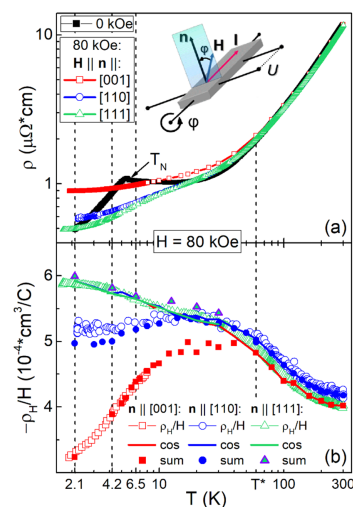 0 kOe
80 kOe:
H || n ||:
[001]
[110]
[111]
n
H
I
φ
U
φ
10
1
ρ (μΩ*cm)
T_N
(a)
H = 80 kOe
6
5
4
-ρ_H/H (10^-4*cm^3/C)
n || [001]: n || [110]: n || [111]:
ρ_H/H ρ_H/H ρ_H/H
cos cos cos
sum sum sum
(b)
2.1 4.2 6.5 10 T* 100 300
T (K)